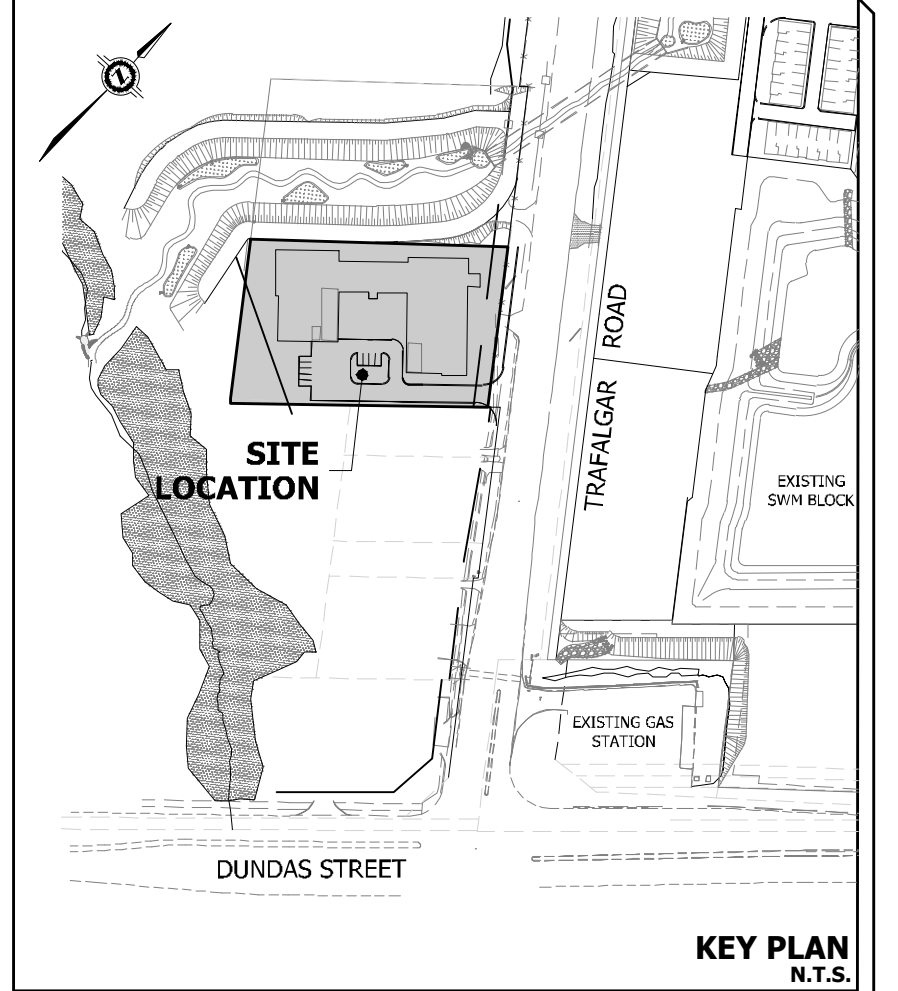 N
TRAFALGAR ROAD
SITE
LOCATION
EXISTING
SWM BLOCK
EXISTING GAS
STATION
DUNDAS STREET
KEY PLAN
N.T.S.